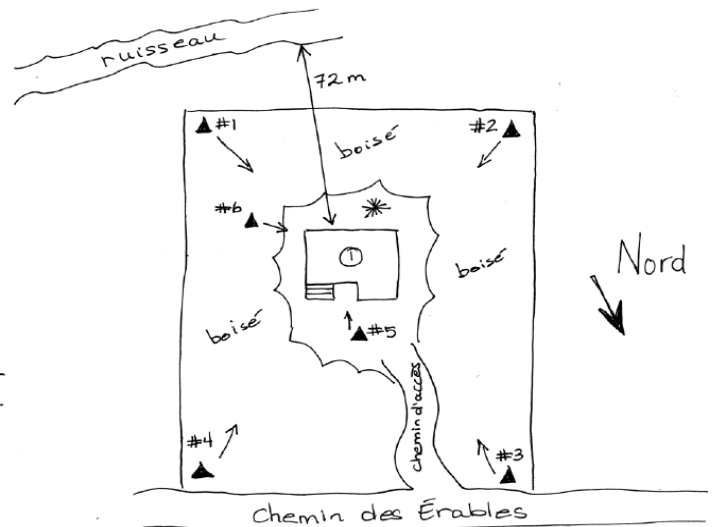 ruisseau
72 m
#1
#2
boisé
#6
1
boisé
Nord
boisé
#5
chemin d'accès
#4
#3
Chemin des Érables